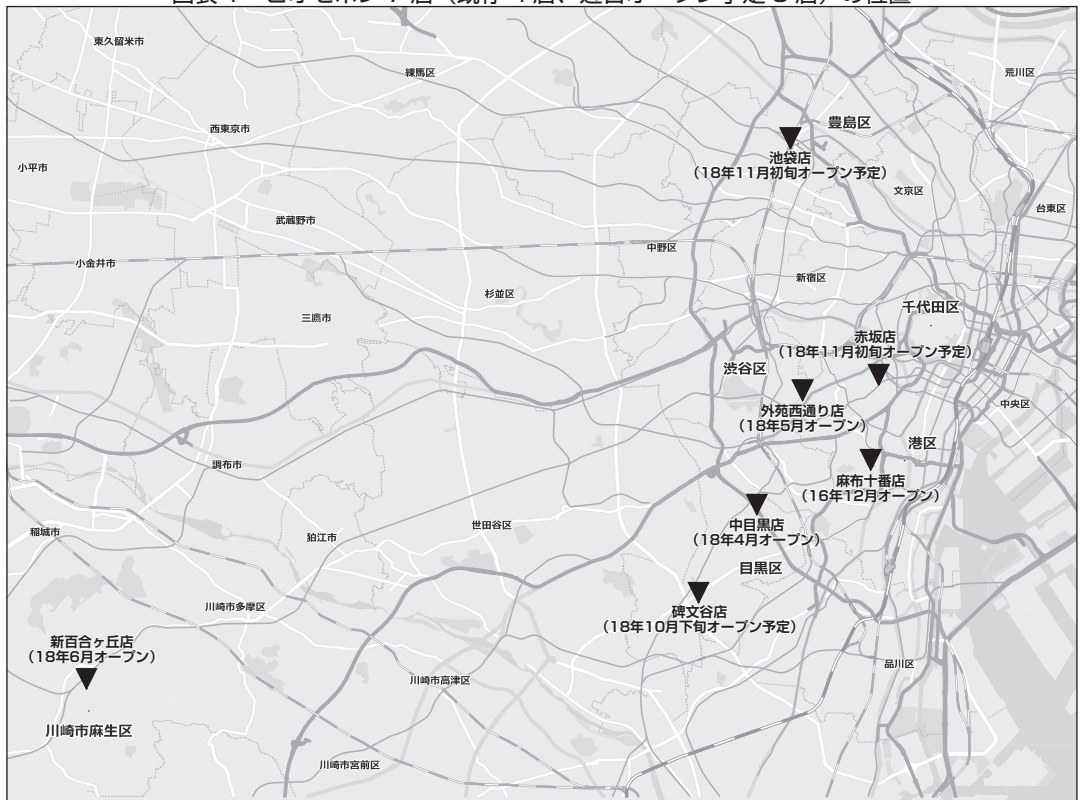 東久留米市
練馬区
荒川区
豊島区
西東京市
池袋店
（18年11月初旬オープン予定）
小平市
文京区
台東区
武蔵野市
中野区
小金井市
新宿区
杉並区
千代田区
三鷹市
赤坂店
（18年11月初旬オープン予定）
渋谷区
中央区
外苑西通り店
（18年5月オープン）
港区
調布市
麻布十番店
（16年12月オープン）
世田谷区
中目黒店
（18年4月オープン）
稲城市
狛江市
目黒区
川崎市多摩区
碑文谷店
（18年10月下旬オープン予定）
新百合ヶ丘店
（18年6月オープン）
品川区
川崎市高津区
川崎市麻生区
川崎市宮前区